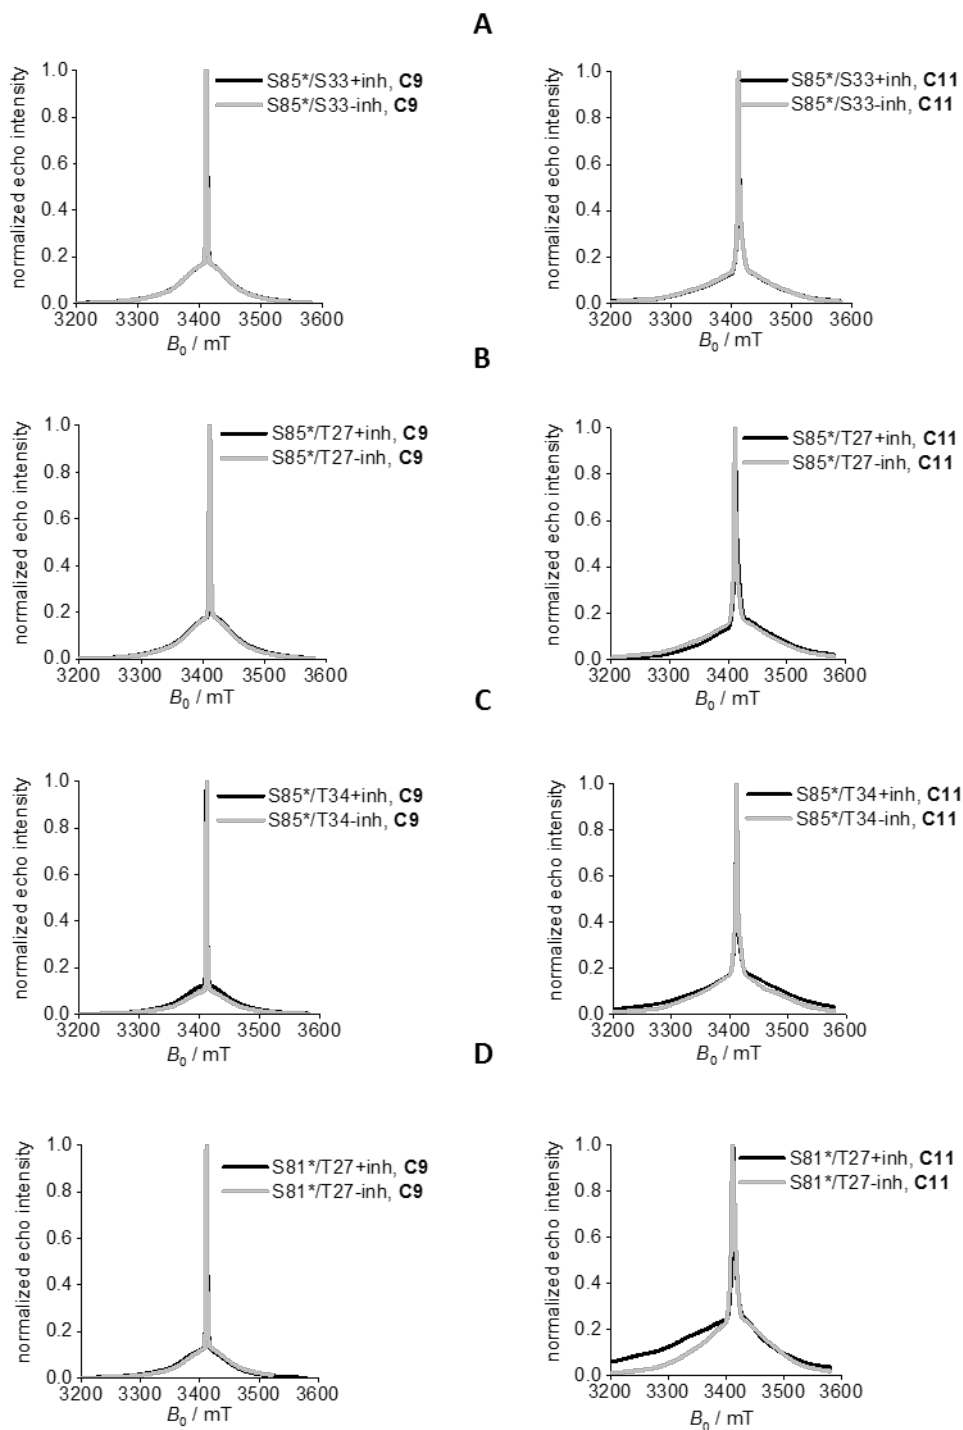 A
normalized echo intensity
1.0
0.8
0.6
0.4
0.2
0.0
3200 3300 3400 3500 3600
B0 / mT
S85*/S33+inh, C9
S85*/S33-inh, C9
normalized echo intensity
1.0
0.8
0.6
0.4
0.2
0.0
3200 3300 3400 3500 3600
B0 / mT
S85*/S33+inh, C11
S85*/S33-inh, C11
B
normalized echo intensity
1.0
0.8
0.6
0.4
0.2
0.0
3200 3300 3400 3500 3600
B0 / mT
S85*/T27+inh, C9
S85*/T27-inh, C9
normalized echo intensity
1.0
0.8
0.6
0.4
0.2
0.0
3200 3300 3400 3500 3600
B0 / mT
S85*/T27+inh, C11
S85*/T27-inh, C11
C
normalized echo intensity
1.0
0.8
0.6
0.4
0.2
0.0
3200 3300 3400 3500 3600
B0 / mT
S85*/T34+inh, C9
S85*/T34-inh, C9
normalized echo intensity
1.0
0.8
0.6
0.4
0.2
0.0
3200 3300 3400 3500 3600
B0 / mT
S85*/T34+inh, C11
S85*/T34-inh, C11
D
normalized echo intensity
1.0
0.8
0.6
0.4
0.2
0.0
3200 3300 3400 3500 3600
B0 / mT
S81*/T27+inh, C9
S81*/T27-inh, C9
normalized echo intensity
1.0
0.8
0.6
0.4
0.2
0.0
3200 3300 3400 3500 3600
B0 / mT
S81*/T27+inh, C11
S81*/T27-inh, C11